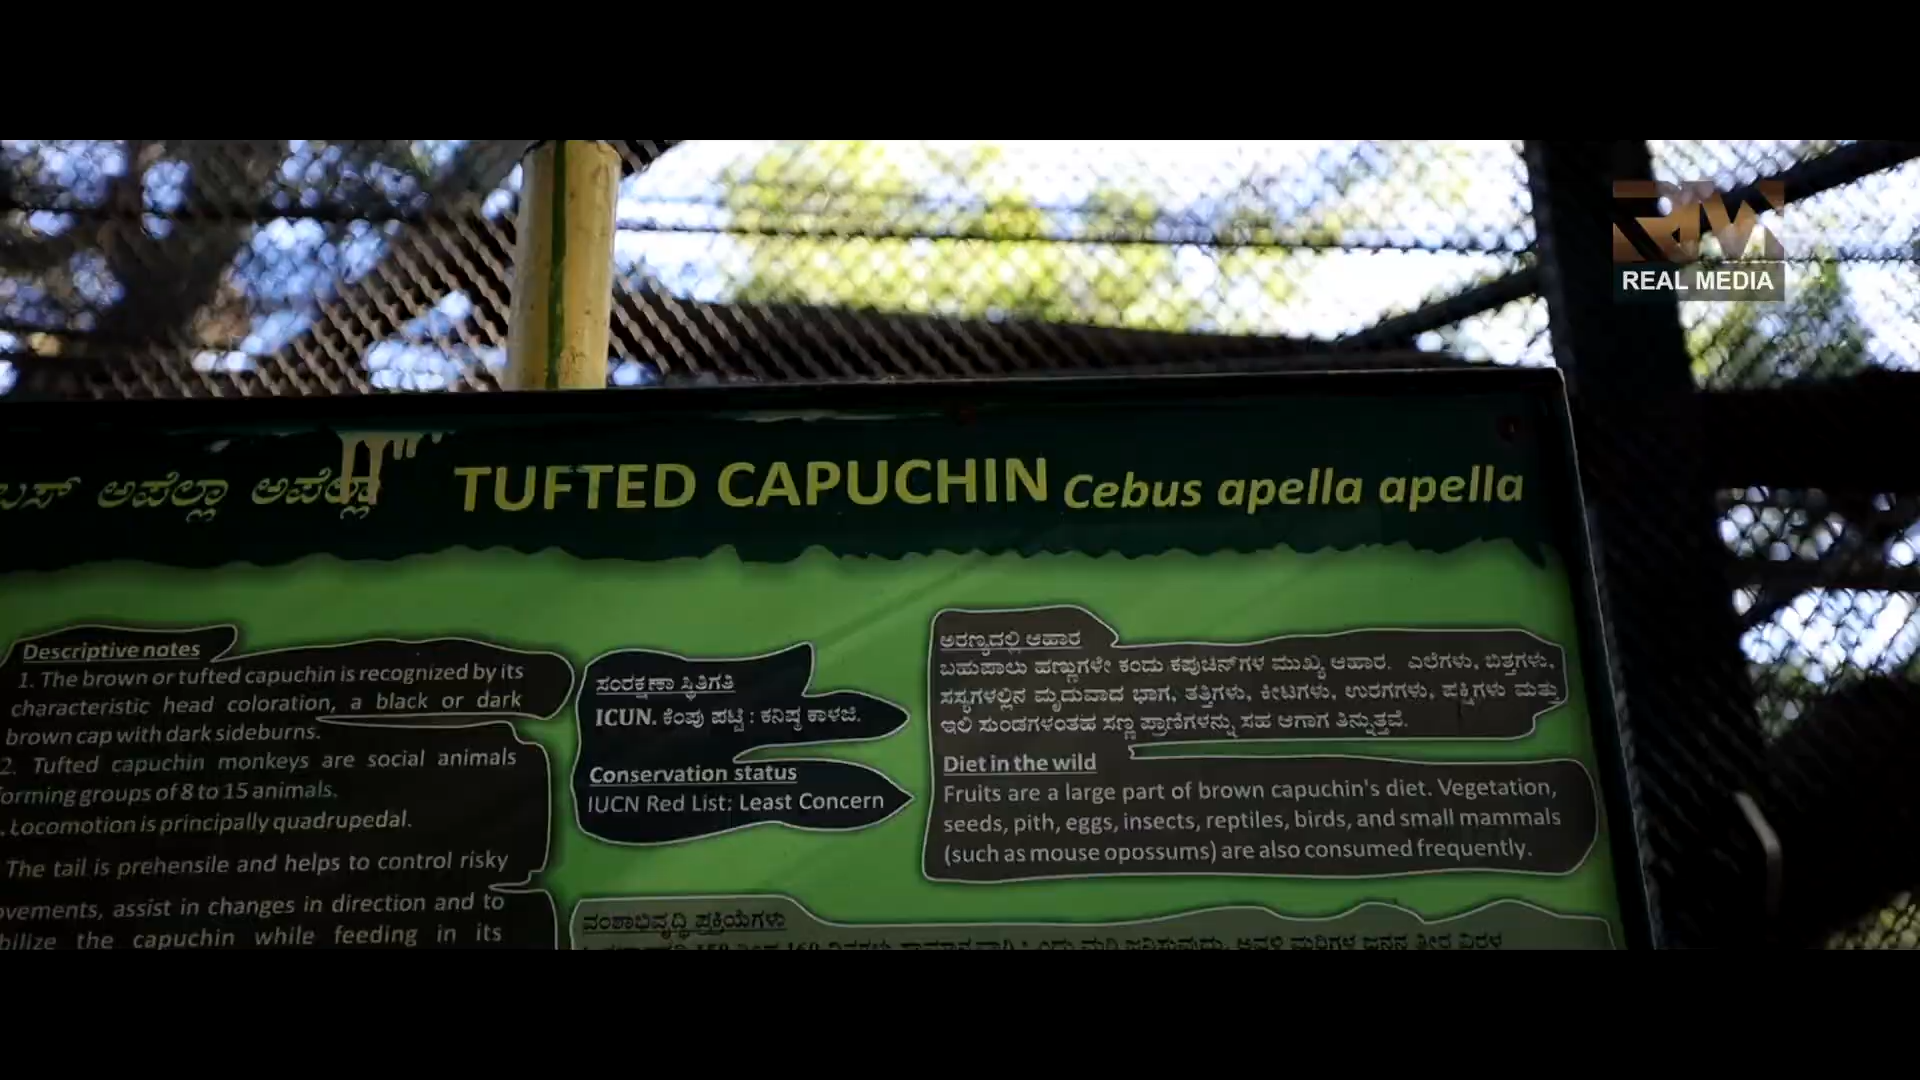 REAL MEDIA
ಅಪೆಲ್ಲಾ ಅಪೆಲ್ಲಾ TUFTED CAPUCHIN Cebus apella apella
Descriptive notes
1. The brown or tufted capuchin is recognized by its
characteristic head coloration, a black or dark
brown cap with dark sideburns.
2. Tufted capuchin monkeys are social animals
forming groups of 8 to 15 animals.
Locomotion is principally quadrupedal.
The tail is prehensile and helps to control risky
ovements, assist in changes in direction and to
bilize the capuchin while feeding in its
ಸಂರಕ್ಷಣಾ ಸ್ಥಿತಿಗತಿ
ICUN. ಕೆಂಪು ಪಟ್ಟಿ : ಕನಿಷ್ಠ ಕಾಳಜಿ.
Conservation status
IUCN Red List: Least Concern
ಅರಣ್ಯದಲ್ಲಿ ಆಹಾರ
ಬಹುಪಾಲು ಹಣ್ಣುಗಳೇ ಕಂದು ಕಪುಚಿನ್‌ಗಳ ಮುಖ್ಯ ಆಹಾರ. ಎಲೆಗಳು, ಬಿತ್ತಗಳು,
ಸಸ್ಯಗಳಲ್ಲಿನ ಮೃದುವಾದ ಭಾಗ, ತತ್ತಿಗಳು, ಕೀಟಗಳು, ಉರಗಗಳು, ಪಕ್ಷಿಗಳು ಮತ್ತು
ಇಲಿ ಸುಂಡಗಳಂತಹ ಸಣ್ಣ ಪ್ರಾಣಿಗಳನ್ನು ಸಹ ಆಗಾಗ ತಿನ್ನುತ್ತವೆ.
Diet in the wild
Fruits are a large part of brown capuchin's diet. Vegetation,
seeds, pith, eggs, insects, reptiles, birds, and small mammals
(such as mouse opossums) are also consumed frequently.
ವಂಶಾಭಿವೃದ್ಧಿ ಪ್ರಕ್ರಿಯೆಗಳು